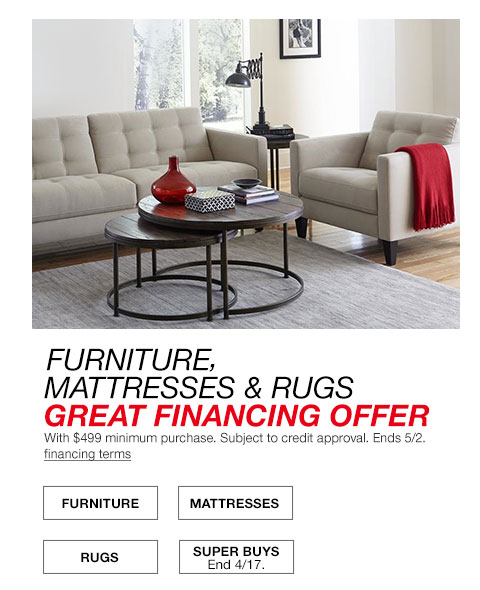 FURNITURE,
MATTRESSES & RUGS
GREAT FINANCING OFFER
With $499 minimum purchase. Subject to credit approval. Ends 5/2.
financing terms
FURNITURE
MATTRESSES
RUGS
SUPER BUYS
End 4/17.